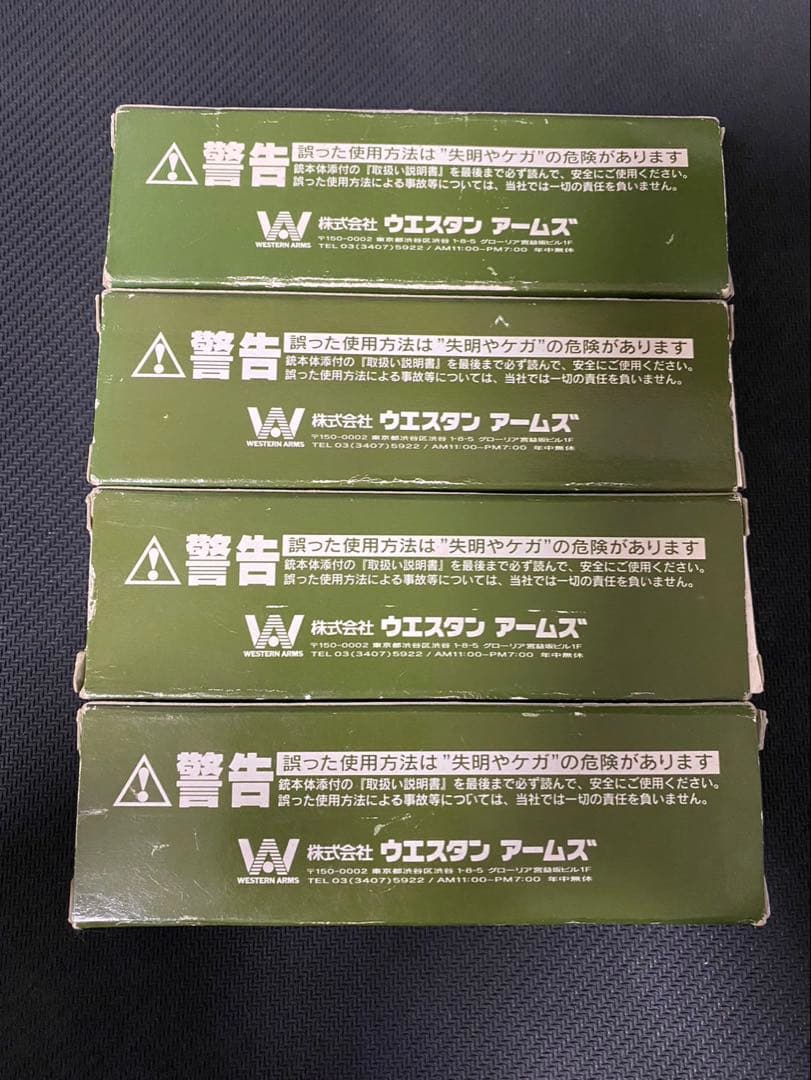 警告
誤った使用方法は"失明やケガ"の危険があります
銃本体添付の『取扱い説明書』を最後まで必ず読んで、安全にご使用ください。
誤った使用方法による事故等については、当社では一切の責任を負いません。
WESTERN ARMS
株式会社 ウエスタン アームズ
〒150-0002 東京都渋谷区渋谷 1-8-5 グローリア宮益坂ビル1F
TEL 03(3407)5922 / AM11:00-PM7:00 年中無休
警告
誤った使用方法は"失明やケガ"の危険があります
銃本体添付の『取扱い説明書』を最後まで必ず読んで、安全にご使用ください。
誤った使用方法による事故等については、当社では一切の責任を負いません。
WESTERN ARMS
株式会社 ウエスタン アームズ
〒150-0002 東京都渋谷区渋谷 1-8-5 グローリア宮益坂ビル1F
TEL 03(3407)5922 / AM11:00-PM7:00 年中無休
警告
誤った使用方法は"失明やケガ"の危険があります
銃本体添付の『取扱い説明書』を最後まで必ず読んで、安全にご使用ください。
誤った使用方法による事故等については、当社では一切の責任を負いません。
WESTERN ARMS
株式会社 ウエスタン アームズ
〒150-0002 東京都渋谷区渋谷 1-8-5 グローリア宮益坂ビル1F
TEL 03(3407)5922 / AM11:00-PM7:00 年中無休
警告
誤った使用方法は"失明やケガ"の危険があります
銃本体添付の『取扱い説明書』を最後まで必ず読んで、安全にご使用ください。
誤った使用方法による事故等については、当社では一切の責任を負いません。
WESTERN ARMS
株式会社 ウエスタン アームズ
〒150-0002 東京都渋谷区渋谷 1-8-5 グローリア宮益坂ビル1F
TEL 03(3407)5922 / AM11:00-PM7:00 年中無休